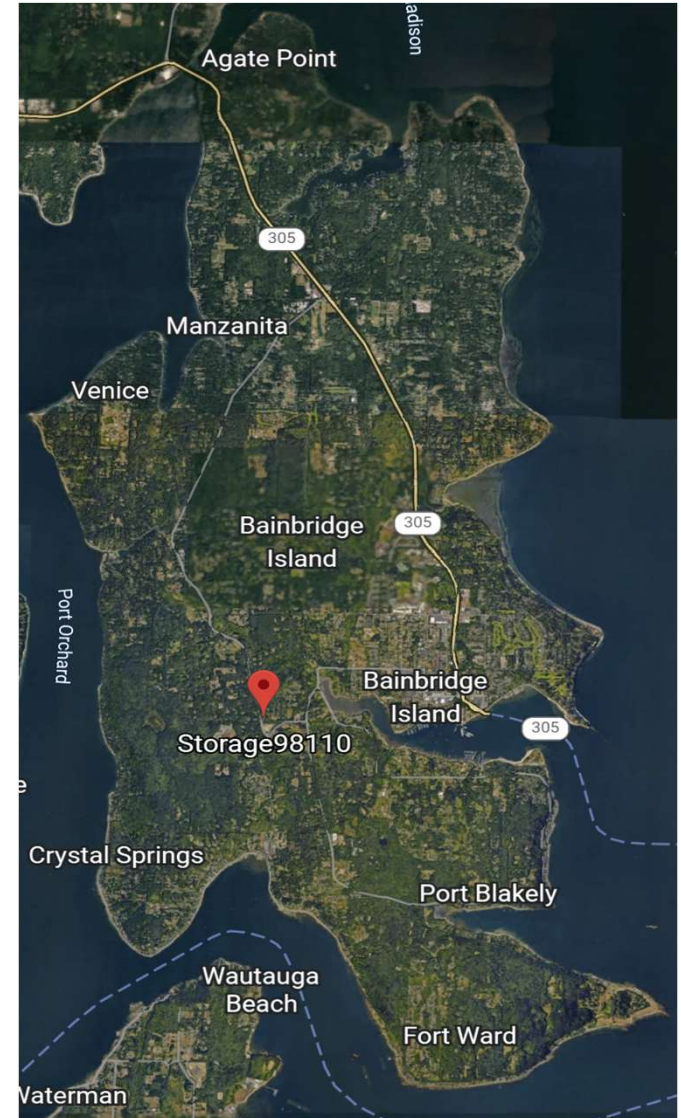 adison
Agate Point
305
Manzanita
Venice
Bainbridge
Island
305
Port Orchard
Bainbridge
Island
305
Storage98110
e
Crystal Springs
Port Blakely
Wautauga
Beach
Fort Ward
Waterman